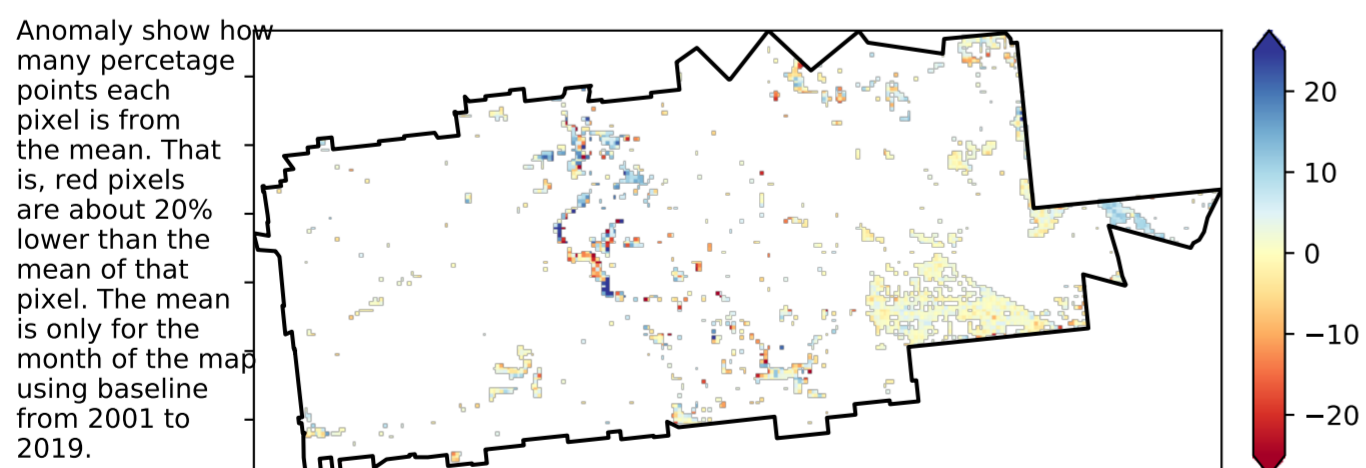 Anomaly show how
many percetage
points each
pixel is from
the mean. That
is, red pixels
are about 20%
lower than the
mean of that
pixel. The mean
is only for the
month of the map
using baseline
from 2001 to
2019.
20
10
0
−10
−20